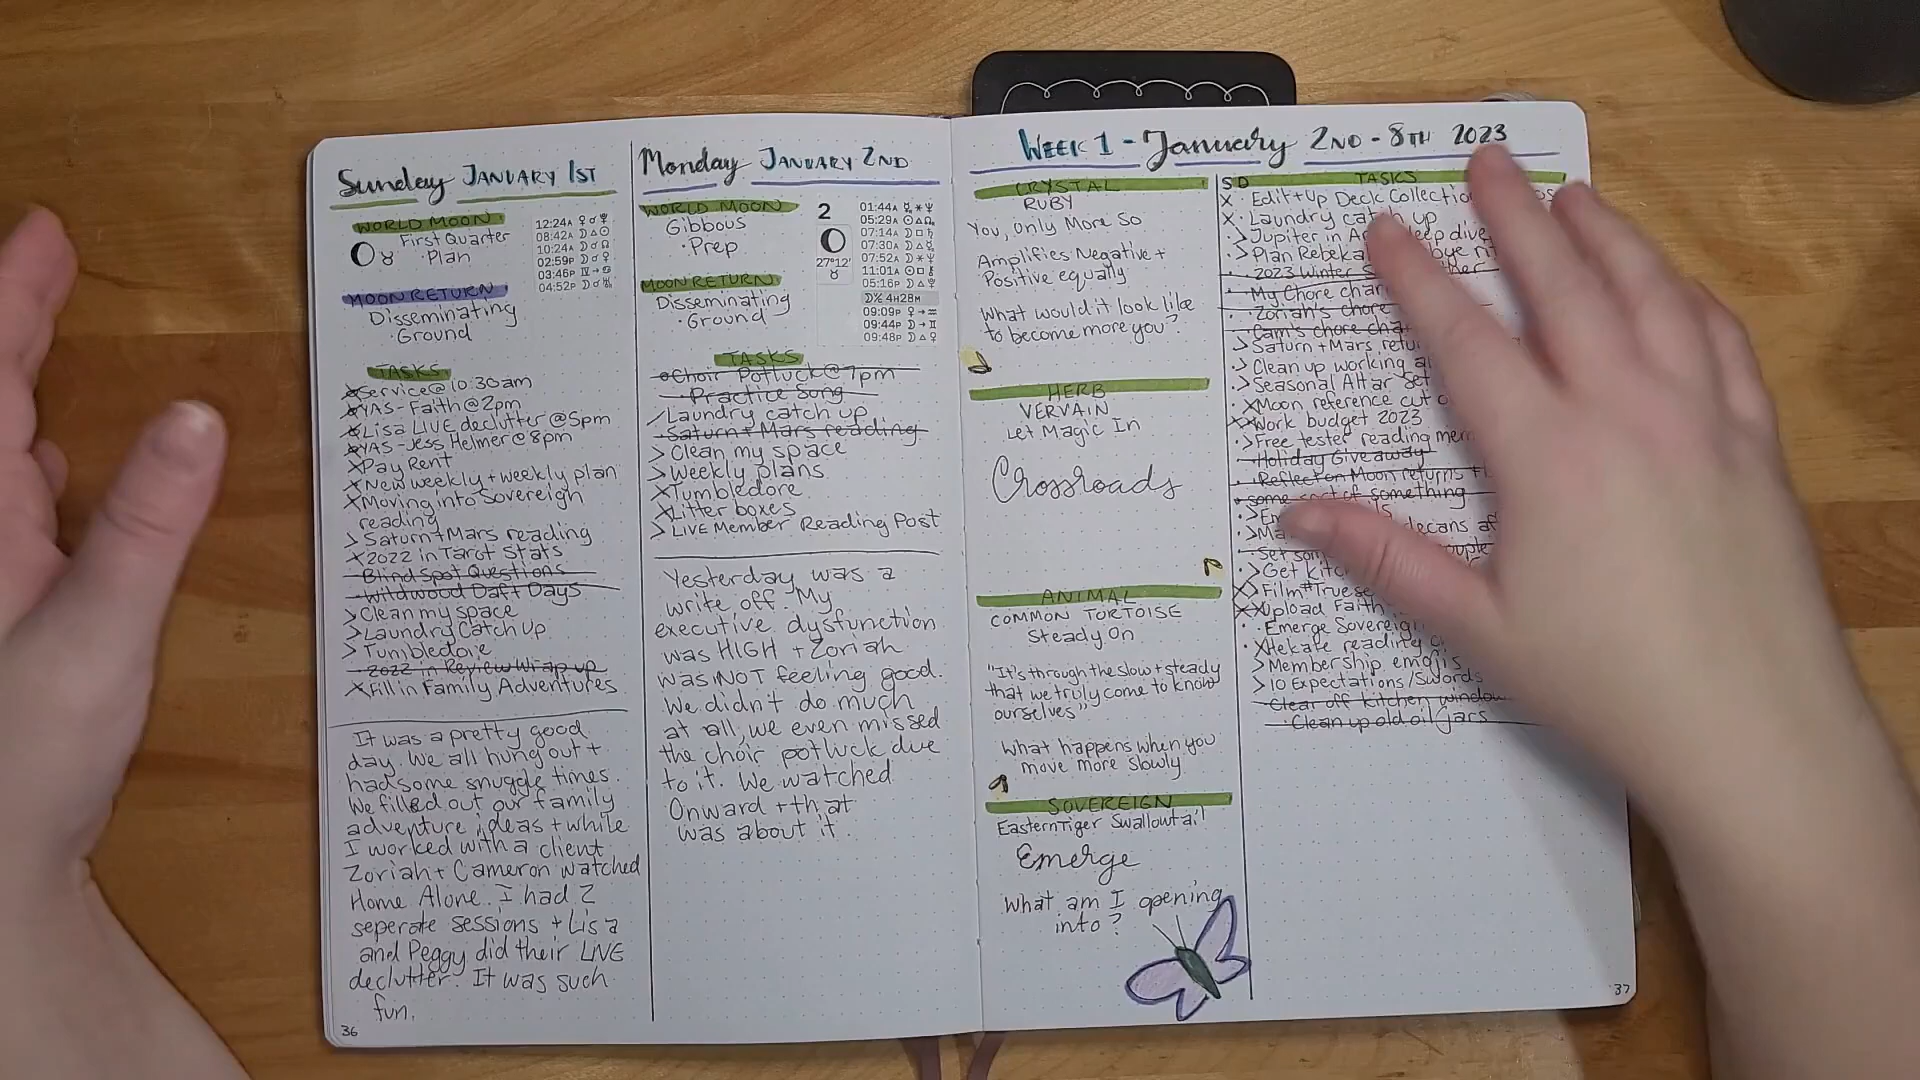 Sunday JANUARY 1ST
WORLD MOON
First Quarter
· Plan
12:24A
08:42A
10:24A
02:59P
03:46P
04:52P
MOON RETURN
Disseminating
· Ground
TASKS
Service @ 10:30am
YAS - Faith @ 2pm
Lisa LIVE declutter @ 5pm
YAS - Jess Helmer @ 8pm
Pay Rent
New weekly + weekly plan
Moving into Sovereign
reading
> Saturn + Mars reading
2022 in Tarot Stats
Blind Spot Questions
Wildwood Daft Days
> Clean my space
> Laundry Catch Up
> Tumbledore
2022 in Review Wrap up
Fill in Family Adventures
It was a pretty good
day. We all hung out +
had some snuggle times.
We filled out our family
adventure ideas + while
I worked with a client
Zoriah + Cameron watched
Home Alone. I had 2
seperate sessions + Lisa
and Peggy did their LIVE
declutter. It was such
fun.
36
Monday JANUARY 2ND
WORLD MOON
Gibbous
· Prep
2
27°12'
01:44A
05:29A
07:14A
07:30A
07:52A
11:01A
05:16P
4H28M
09:09P
09:44P
09:48P
MOON RETURN
Disseminating
· Ground
TASKS
Choir Potluck @ 7pm
· Practice Song
Laundry catch up
· Saturn + Mars reading
> Clean my space
> Weekly plans
Tumbledore
Litter boxes
> LIVE Member Reading Post
Yesterday was a
write off. My
executive dysfunction
was HIGH + Zoriah
was NOT feeling good.
We didn't do much
at all, we even missed
the choir potluck due
to it. We watched
Onward + that
was about it.
WEEK 1 - January 2ND - 8TH 2023
CRYSTAL
RUBY
You, Only More So
Amplifies Negative +
Positive equally
What would it look like
to become more you?
HERB
VERVAIN
Let Magic In
Crossroads
ANIMAL
COMMON TORTOISE
Steady On
"It's through the slow + steady
that we truly come to know
ourselves"
What happens when you
move more slowly
SOVEREIGN
Eastern Tiger Swallowtail
Emerge
What am I opening
into?
S D TASKS
Edit + Up Deck Collection
Laundry catch up
Jupiter in deep dive
Plan
2023 Winter
My Chore
Zoriah's chore
Cam's chore
Saturn + Mars
Clean up working
Seasonal Altar
Moon reference cut
Work budget 2023
Free tester reading
Holiday Giveaway
Reflect on Moon returns
some sort of something
decans
Set
Get
Film #Truese
Upload Faith
Emerge
Hekate reading
Membership emojis
10 Expectations/Swords
Clear off kitchen window
Clean up old oil jars
37